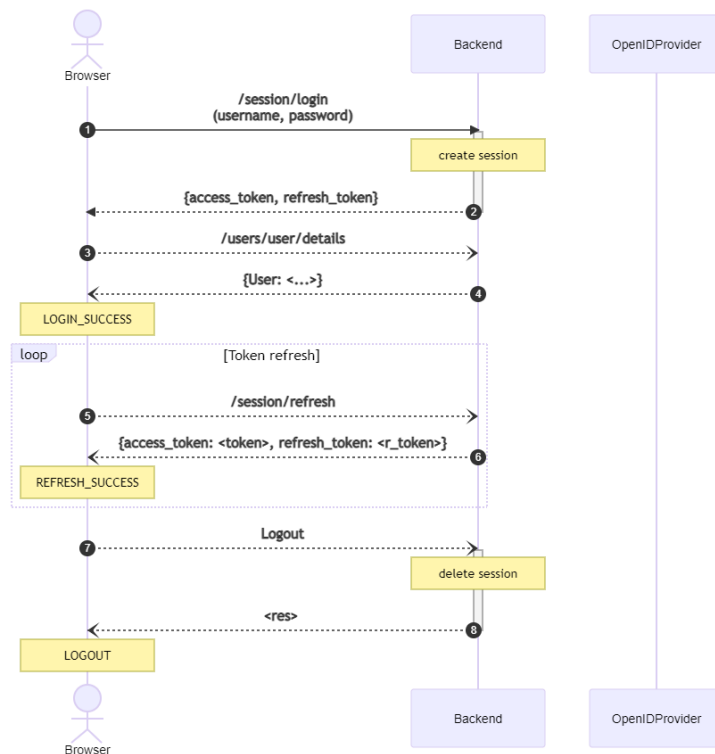 Browser
Backend
OpenIDProvider
/session/login
(username, password)
1
create session
{access_token, refresh_token}
2
/users/user/details
3
{User: <...>}
4
LOGIN_SUCCESS
loop
[Token refresh]
/session/refresh
5
{access_token: <token>, refresh_token: <r_token>}
6
REFRESH_SUCCESS
Logout
7
delete session
<res>
8
LOGOUT
Browser
Backend
OpenIDProvider